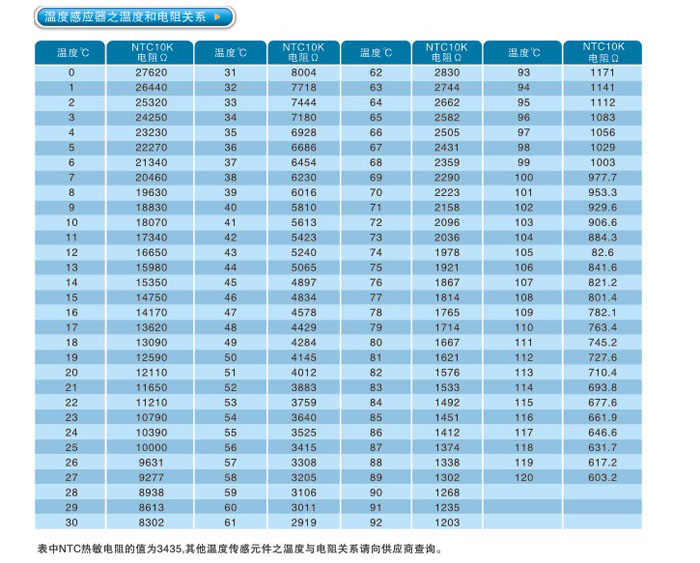 温度感应器之温度和电阻关系
温度℃ NTC10K 电阻Ω 温度℃ NTC10K 电阻Ω 温度℃ NTC10K 电阻Ω 温度℃ NTC10K 电阻Ω
0 27620 31 8004 62 2830 93 1171
1 26440 32 7718 63 2744 94 1141
2 25320 33 7444 64 2662 95 1112
3 24250 34 7180 65 2582 96 1083
4 23230 35 6928 66 2505 97 1056
5 22270 36 6686 67 2431 98 1029
6 21340 37 6454 68 2359 99 1003
7 20460 38 6230 69 2290 100 977.7
8 19630 39 6016 70 2223 101 953.3
9 18830 40 5810 71 2158 102 929.6
10 18070 41 5613 72 2096 103 906.6
11 17340 42 5423 73 2036 104 884.3
12 16650 43 5240 74 1978 105 82.6
13 15980 44 5065 75 1921 106 841.6
14 15350 45 4897 76 1867 107 821.2
15 14750 46 4834 77 1814 108 801.4
16 14170 47 4578 78 1765 109 782.1
17 13620 48 4429 79 1714 110 763.4
18 13090 49 4284 80 1667 111 745.2
19 12590 50 4145 81 1621 112 727.6
20 12110 51 4012 82 1576 113 710.4
21 11650 52 3883 83 1533 114 693.8
22 11210 53 3759 84 1492 115 677.6
23 10790 54 3640 85 1451 116 661.9
24 10390 55 3525 86 1412 117 646.6
25 10000 56 3415 87 1374 118 631.7
26 9631 57 3308 88 1338 119 617.2
27 9277 58 3205 89 1302 120 603.2
28 8938 59 3106 90 1268
29 8613 60 3011 91 1235
30 8302 61 2919 92 1203
表中NTC热敏电阻的值为3435,其他温度传感元件之温度与电阻关系请向供应商查询。